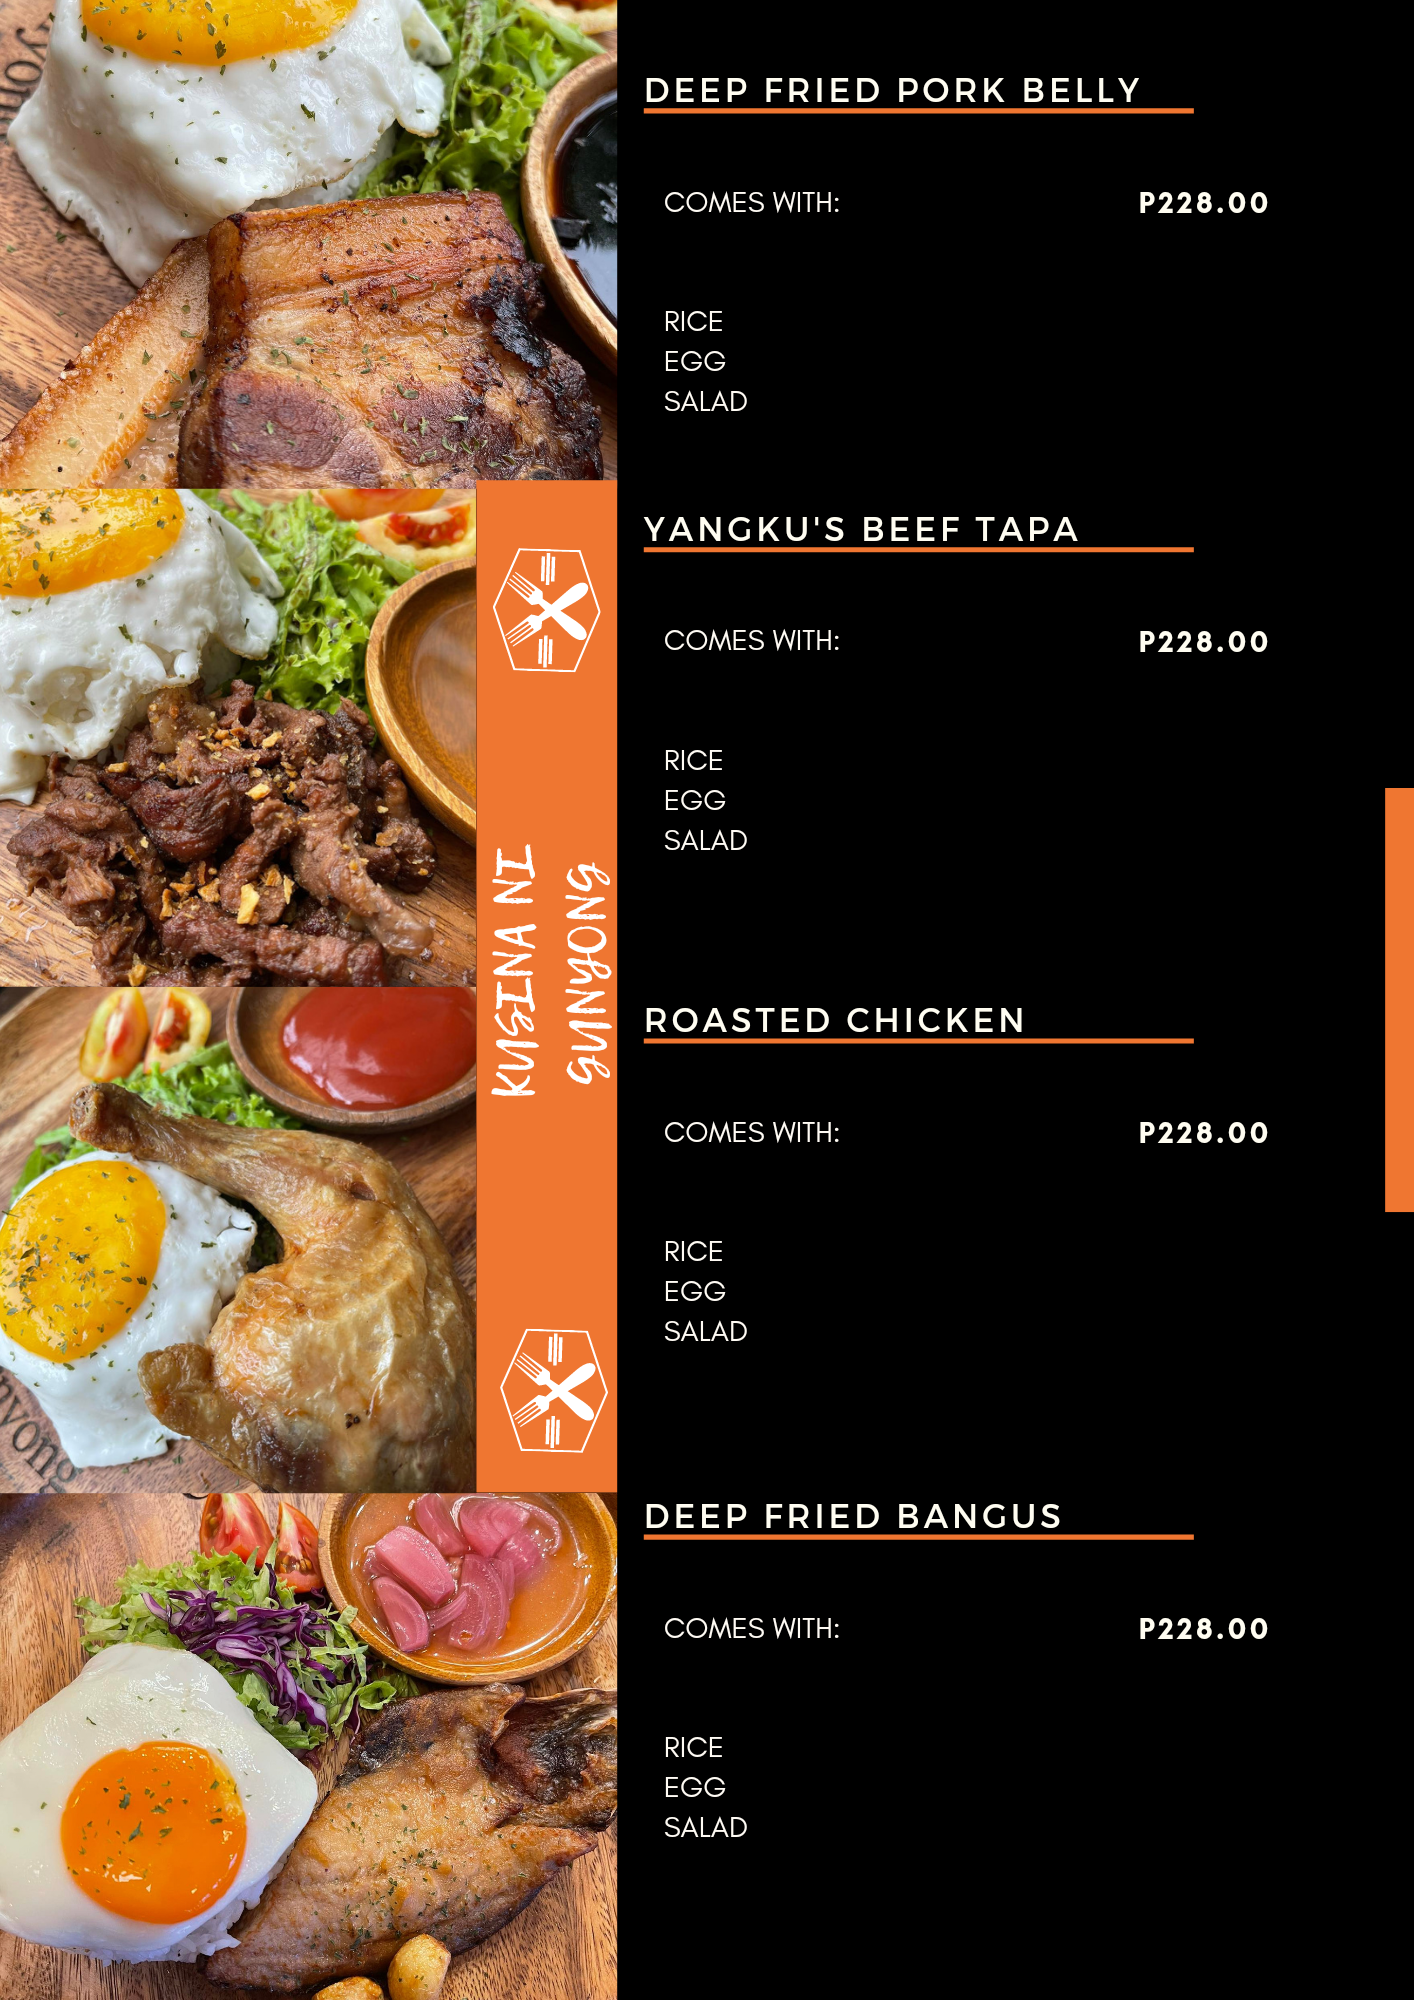 DEEP FRIED PORK BELLY
COMES WITH:
P228.00
RICE
EGG
SALAD
YANGKU'S BEEF TAPA
COMES WITH:
P228.00
RICE
EGG
SALAD
KUSINA NI
GUNYONG
ROASTED CHICKEN
COMES WITH:
P228.00
RICE
EGG
SALAD
DEEP FRIED BANGUS
COMES WITH:
P228.00
RICE
EGG
SALAD